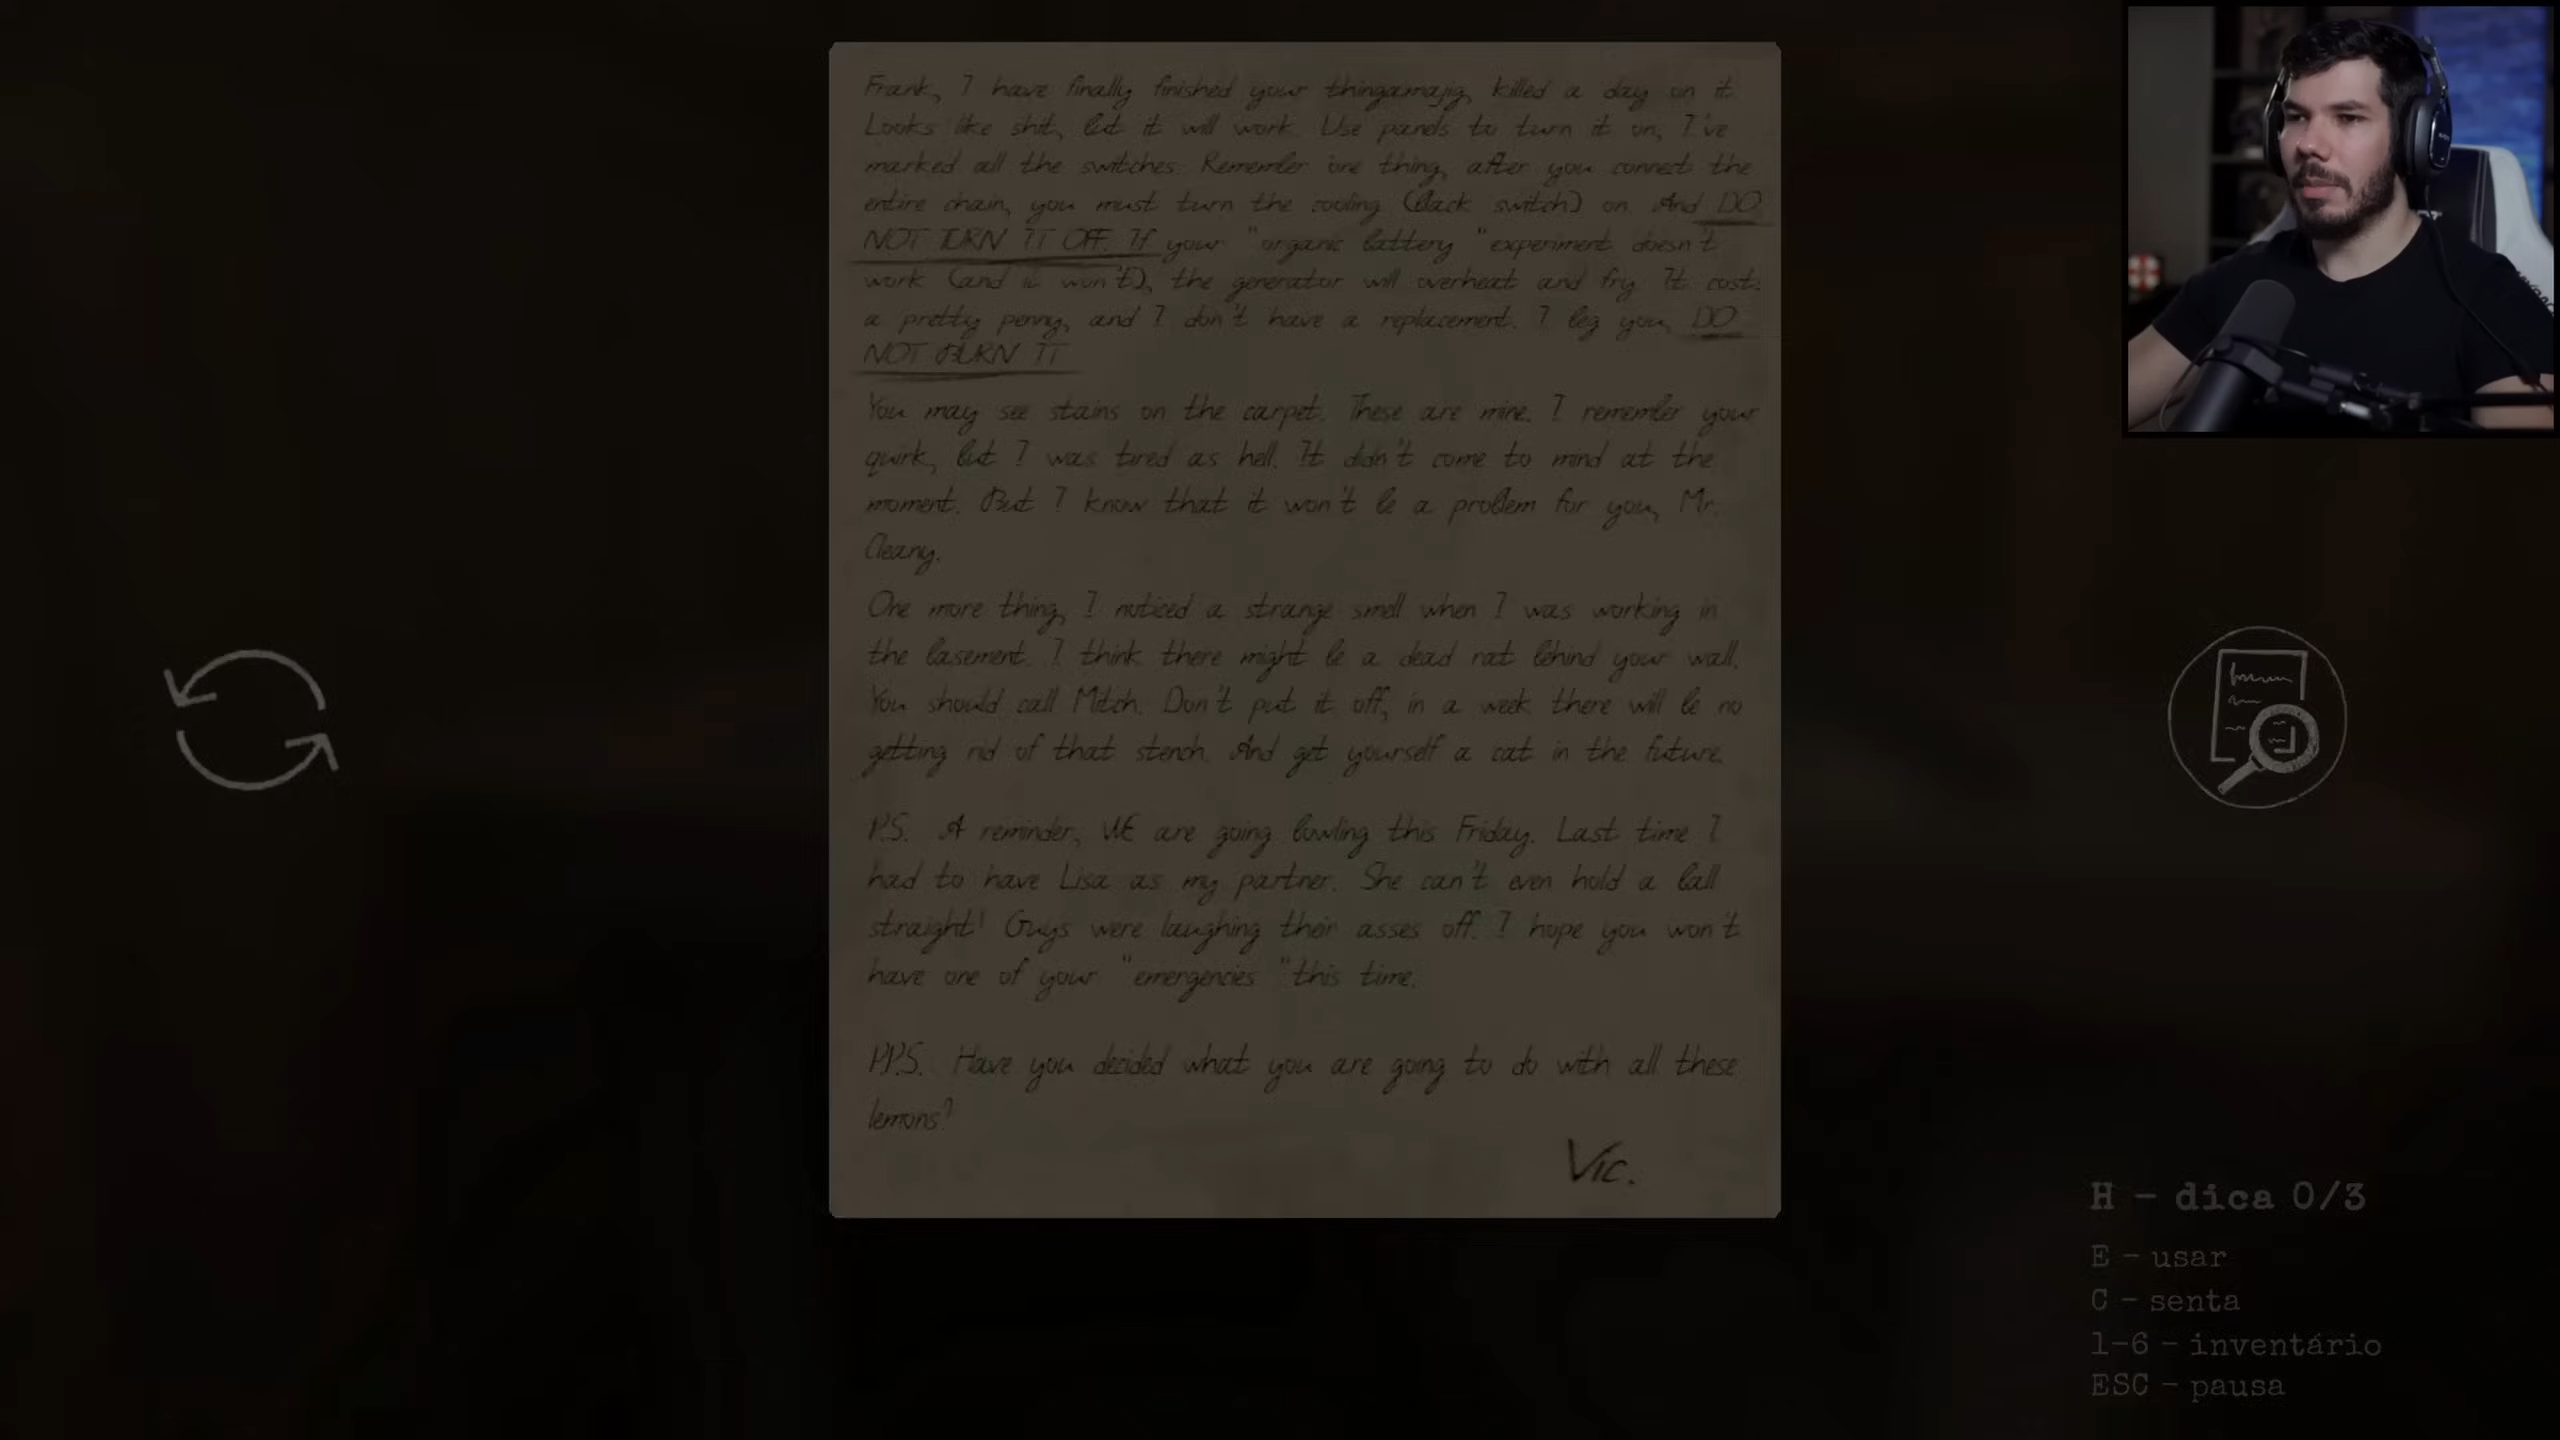 Frank, I have finally finished your thingamajig, killed a day on it
Looks like shit, but it will work. Use panels to turn it on, I've
marked all the switches. Remember one thing, after you connect the
entire chain, you must turn the cooling (black switch) on. And DO
NOT TURN IT OFF. If your "organic battery "experiment doesn't
work (and it won't), the generator will overheat and fry. It cost
a pretty penny, and I don't have a replacement. I beg you, DO
NOT BURN IT
You may see stains on the carpet. These are mine. I remember your
quirk, but I was tired as hell. It didn't come to mind at the
moment. But I know that it won't be a problem for you, Mr.
Cleany.
One more thing, I noticed a strange smell when I was working in
the basement. I think there might be a dead rat behind your wall.
You should call Mitch. Don't put it off, in a week there will be no
getting rid of that stench. And get yourself a cat in the future.
P.S. A reminder, WE are going bowling this Friday. Last time I
had to have Lisa as my partner. She can't even hold a ball
straight! Guys were laughing their asses off. I hope you won't
have one of your "emergencies "this time.
P.P.S. Have you decided what you are going to do with all these
lemons?
Vic.
H - dica 0/3
E - usar
C - senta
1-6 - inventário
ESC - pausa